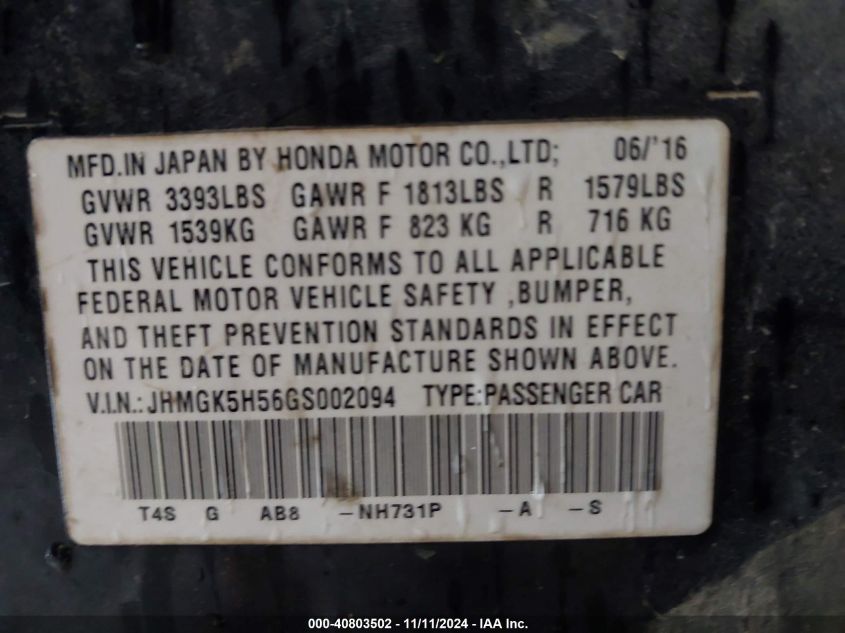 MFD.IN JAPAN BY HONDA MOTOR CO.,LTD; 06/'16
GVWR 3393LBS GAWR F 1813LBS R 1579LBS
GVWR 1539KG GAWR F 823 KG R 716 KG
THIS VEHICLE CONFORMS TO ALL APPLICABLE
FEDERAL MOTOR VEHICLE SAFETY ,BUMPER,
AND THEFT PREVENTION STANDARDS IN EFFECT
ON THE DATE OF MANUFACTURE SHOWN ABOVE.
V.I.N.: JHMGK5H56GS002094 TYPE:PASSENGER CAR
T4S G AB8 -NH731P -A -S
000-40803502 - 11/11/2024 - IAA Inc.